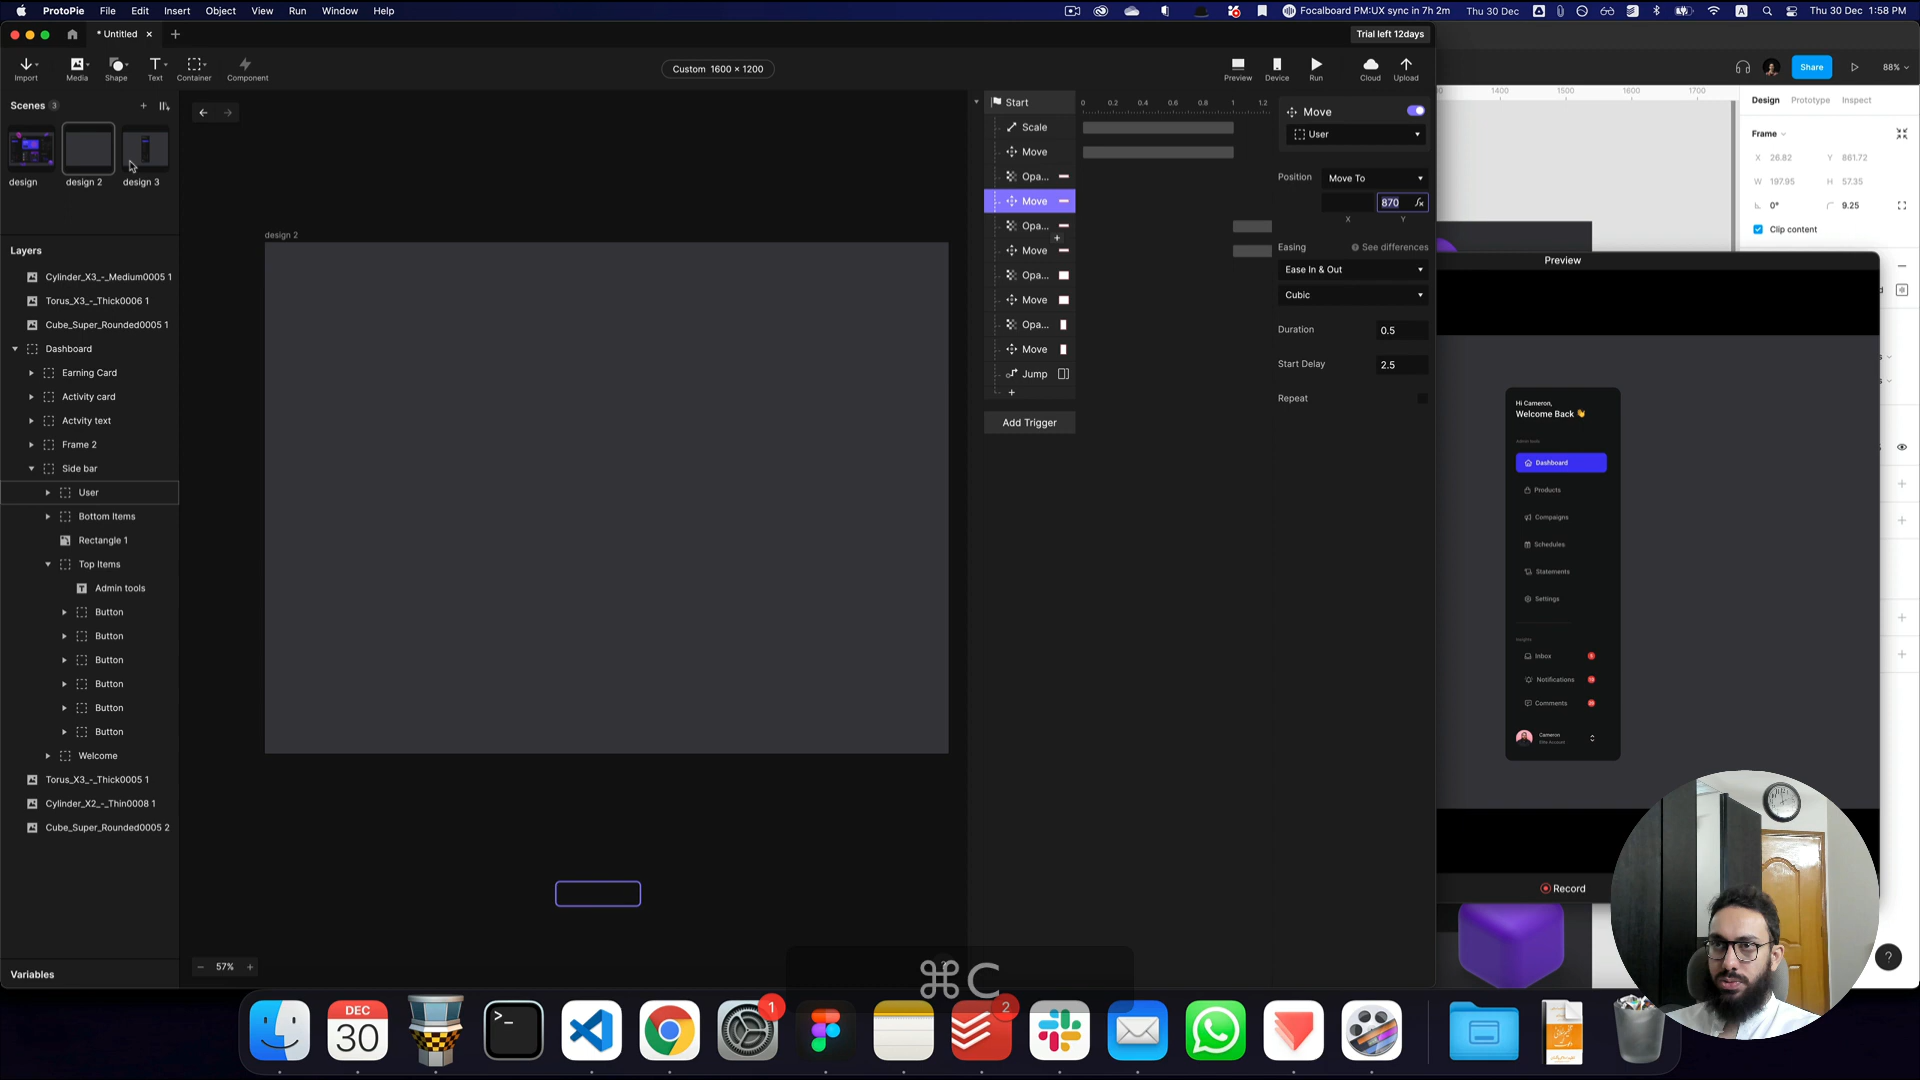 ProtoPie File Edit Insert Object View Run Window Help
Focalboard PM:UX sync in 7h 2m Thu 30 Dec Thu 30 Dec 1:58 PM
* Untitled
Trial left 12days
Import
Media
Shape
Text
Container
Component
Custom 1600 × 1200
Preview
Device
Run
Cloud
Upload
Share
88%
Scenes 3
design
design 2
design 3
Layers
Cylinder_X3_-_Medium0005 1
Torus_X3_-_Thick0006 1
Cube_Super_Rounded0005 1
Dashboard
Earning Card
Activity card
Actvity text
Frame 2
Side bar
User
Bottom Items
Rectangle 1
Top Items
Admin tools
Button
Button
Button
Button
Button
Button
Welcome
Torus_X3_-_Thick0005 1
Cylinder_X2_-_Thin0008 1
Cube_Super_Rounded0005 2
Variables
design 2
57%
Start
0 0.2 0.4 0.6 0.8 1 1.2
Scale
Move
Opa...
Move
Opa...
Move
Opa...
Move
Opa...
Move
Jump
Add Trigger
Move
User
Position
Move To
870
X
Y
Easing
See differences
Ease In & Out
Cubic
Duration
0.5
Start Delay
2.5
Repeat
1400 1500 1600 1700
Design Prototype Inspect
Frame
X 26.82 Y 861.72
W 197.95 H 57.35
0° 9.25
Clip content
Preview
Hi Cameron,
Welcome Back 👋
Dashboard
Products
Compaigns
Schedules
Statements
Settings
Insights
Inbox
Notifications
Comments
Cameron
Elite Account
Record
?
⌘C
DEC
30
1
2